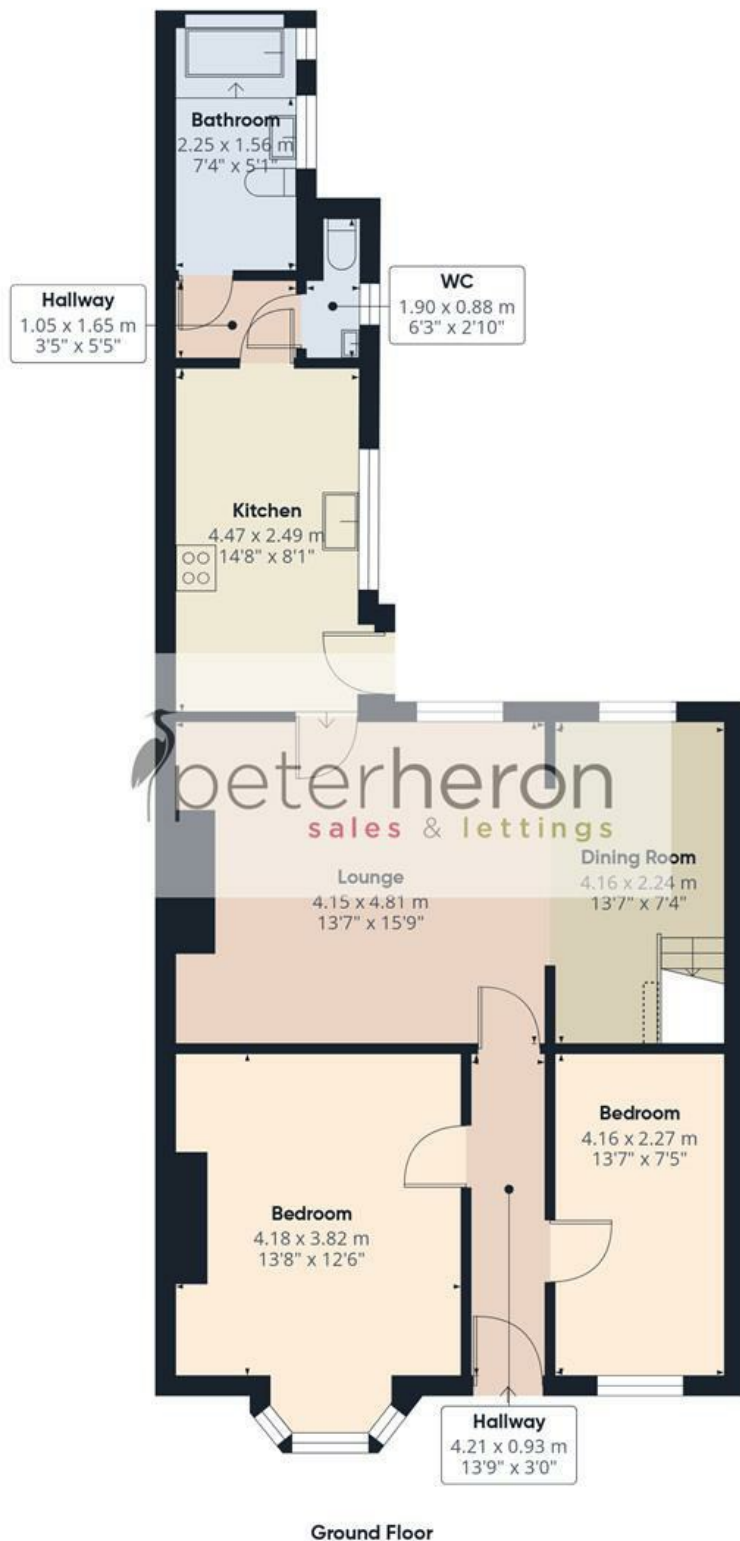 Bathroom
2.25 x 1.56 m
7'4" x 5'1"
Hallway
1.05 x 1.65 m
3'5" x 5'5"
WC
1.90 x 0.88 m
6'3" x 2'10"
Kitchen
4.47 x 2.49 m
14'8" x 8'1"
peterheron
sales & lettings
Lounge
4.15 x 4.81 m
13'7" x 15'9"
Dining Room
4.16 x 2.24 m
13'7" x 7'4"
Bedroom
4.18 x 3.82 m
13'8" x 12'6"
Bedroom
4.16 x 2.27 m
13'7" x 7'5"
Hallway
4.21 x 0.93 m
13'9" x 3'0"
Ground Floor